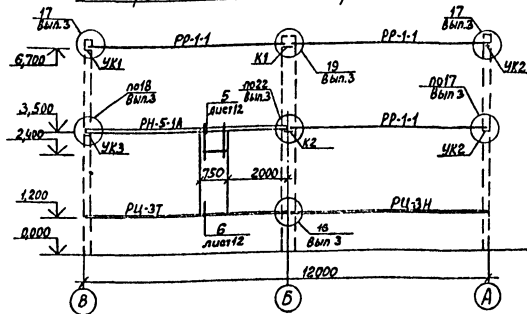 17
вып.3
РР-1-1
К1
РР-1-1
17
вып.3
6,700
УК1
19
вып.3
УК2
по18
вып.3
5
лист12
по22
вып.3
по17
вып.3
3,500
РН-5-1А
РР-1-1
2,400
УК3
К2
УК2
750
2000
1,200
РЦ-3Т
РЦ-3Н
0,000
6
лист12
18
вып 3
12000
В
Б
А